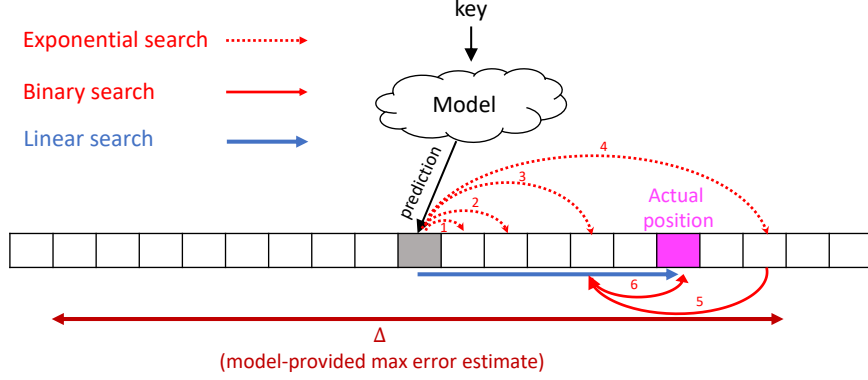 key
Exponential search
Binary search
Linear search
Model
prediction
1
2
3
4
Actual
position
6
5
Δ
(model-provided max error estimate)